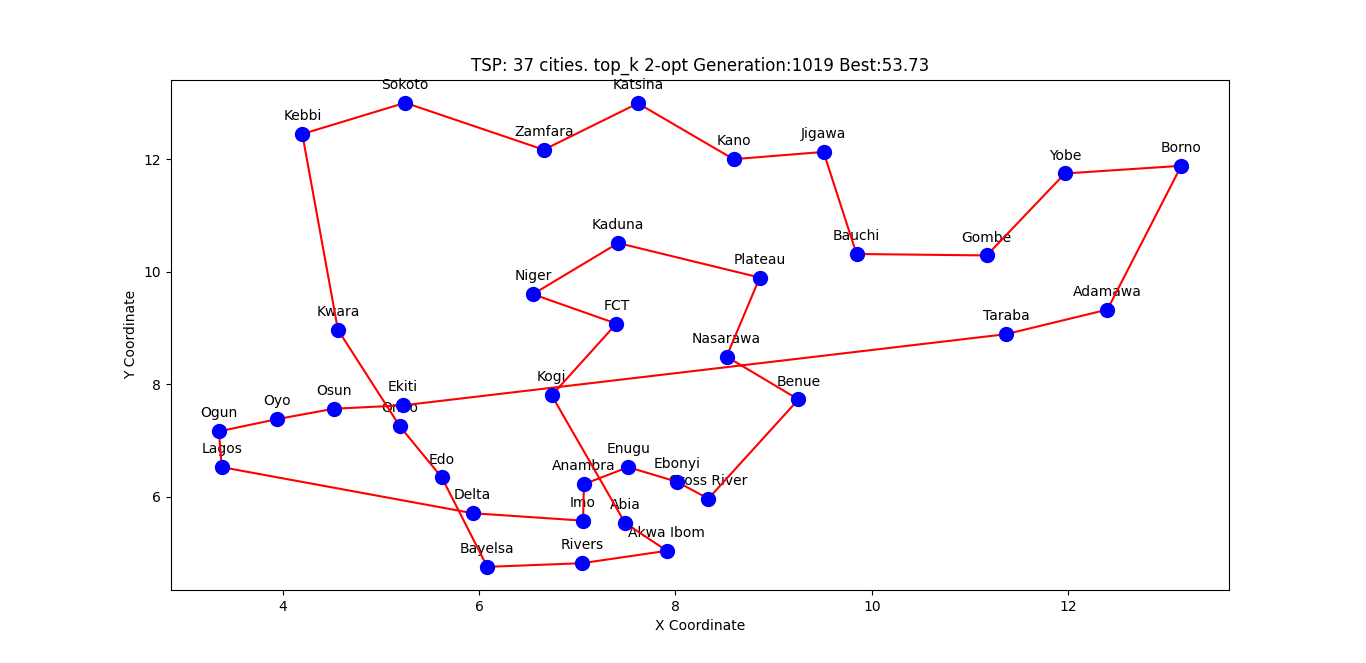 TSP: 37 cities. top_k 2-opt Generation:1019 Best:53.73
Sokoto
Katsina
Kebbi
Zamfara
Kano
Jigawa
Yobe
Borno
12
Kaduna
Bauchi
Gombe
Plateau
10
Niger
FCT
Adamawa
Kwara
Taraba
Nasarawa
Y Coordinate
8
Kogi
Benue
Ekiti
Osun
Oyo
Ogun
Lagos
Edo
Enugu
Anambra
Ebonyi
6
Delta
Imo
Abia
Akwa Ibom
Bayelsa
Rivers
4 6 8 10 12
X Coordinate